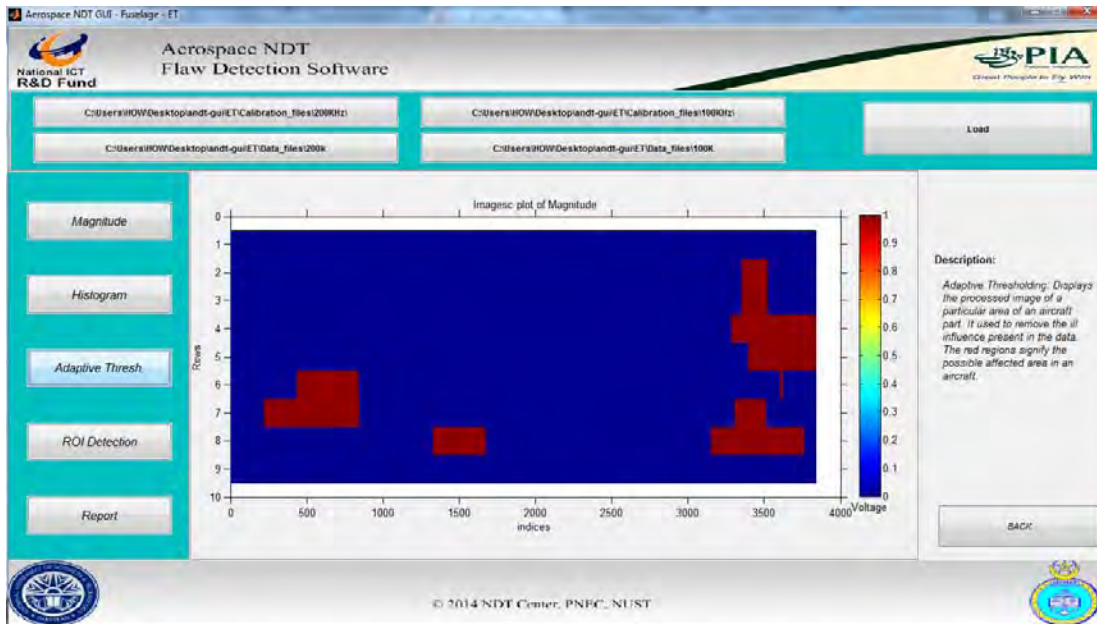 Aerospace NDT GUI - Fuselage - ET
National ICT
R&D Fund
Aerospace NDT
Flaw Detection Software
PIA
Great People to Fly With
C:\Users\HOW\Desktop\andt-gui\ET\Calibration_files\200KHz\
C:\Users\HOW\Desktop\andt-gui\ET\Calibration_files\100KHz\
Load
C:\Users\HOW\Desktop\andt-gui\ET\Data_files\200k
C:\Users\HOW\Desktop\andt-gui\ET\Data_files\100K
Magnitude
Histogram
Adaptive Thresh
ROI Detection
Report
Imagesc plot of Magnitude
0
1
2
3
4
5
6
7
8
9
10
Rows
0 500 1000 1500 2000 2500 3000 3500 4000
indices
1
0.9
0.8
0.7
0.6
0.5
0.4
0.3
0.2
0.1
0
Voltage
Description:
Adaptive Thresholding: Displays
the processed image of a
particular area of an aircraft
part. It used to remove the ill
influence present in the data.
The red regions signify the
possible affected area in an
aircraft.
BACK
© 2014 NDT Center, PNEC, NUST